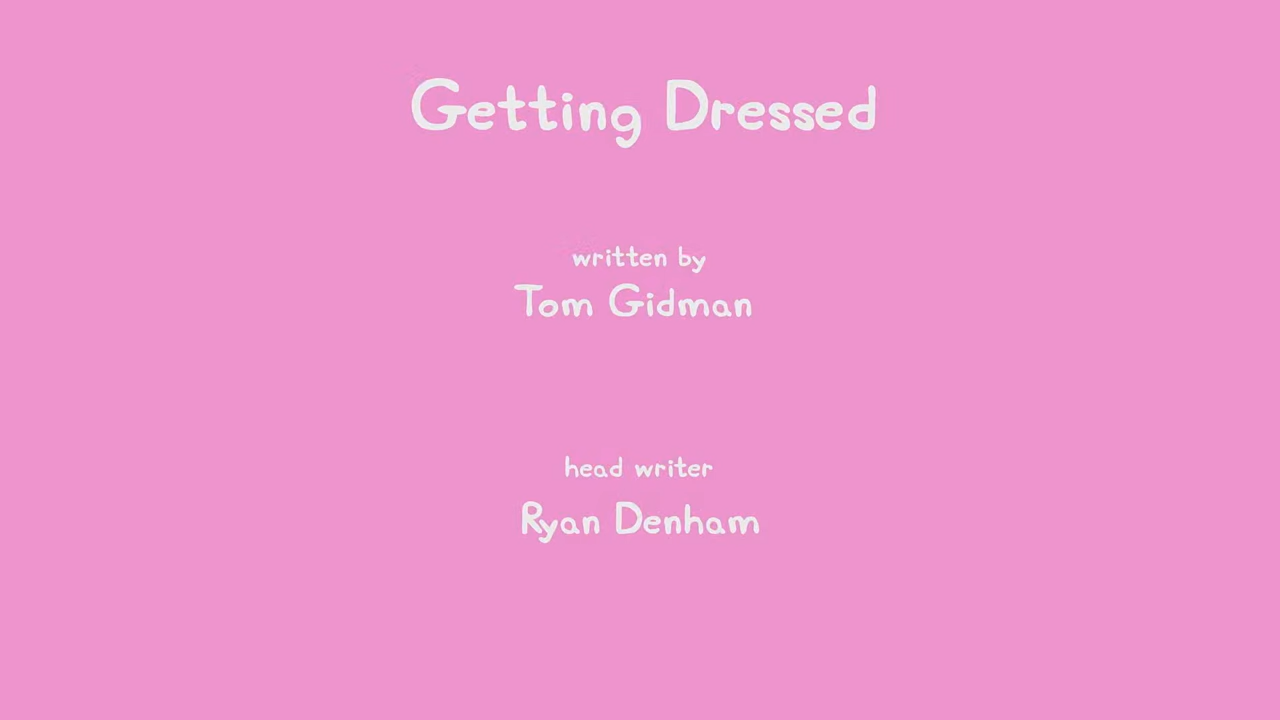 Getting Dressed
written by
Tom Gidman
head writer
Ryan Denham